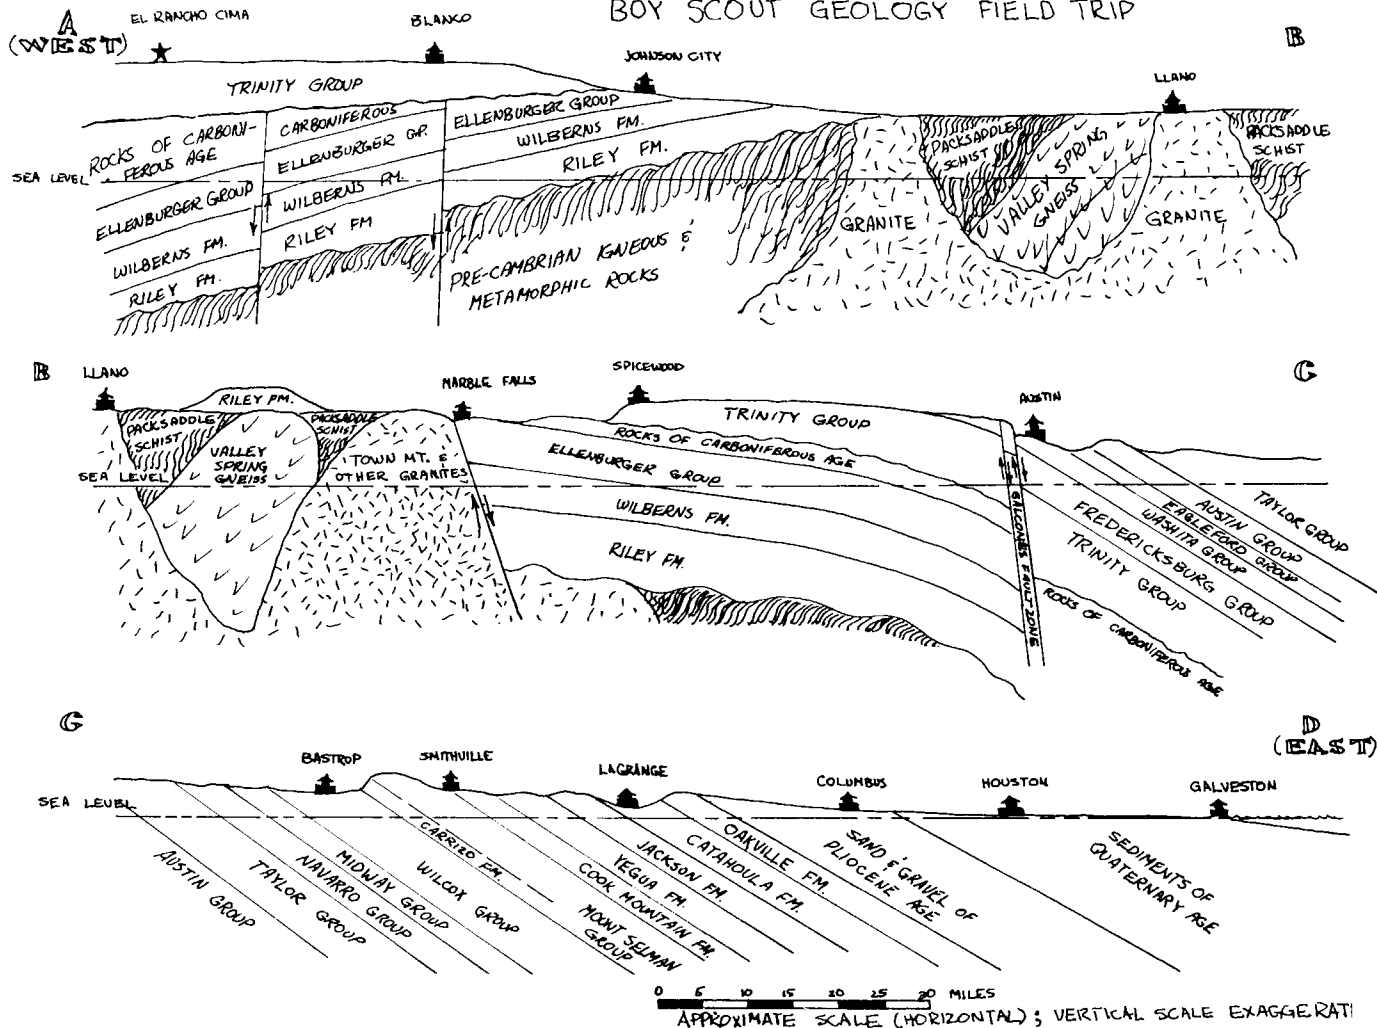 BOY SCOUT GEOLOGY FIELD TRIP
A
(WEST)
EL RANCHO CIMA
BLANCO
JOHNSON CITY
LLANO
B
TRINITY GROUP
ROCKS OF CARBONI-
FEROUS AGE
CARBONIFEROUS
ELLENBURGER GROUP
ELLENBURGER GP.
WILBERNS FM.
RILEY FM.
SEA LEVEL
ELLENBURGER GROUP
WILBERNS FM.
WILBERNS FM.
RILEY FM.
RILEY FM.
PRE-CAMBRIAN IGNEOUS &
METAMORPHIC ROCKS
GRANITE
PACKSADDLE
SCHIST
VALLEY SPRING
GNEISS
GRANITE
PACKSADDLE
SCHIST
B
LLANO
MARBLE FALLS
SPICEWOOD
AUSTIN
C
RILEY FM.
PACKSADDLE
SCHIST
VALLEY
SPRING
GNEISS
PACKSADDLE
SCHIST
TOWN MT. &
OTHER GRANITES
SEA LEVEL
TRINITY GROUP
ROCKS OF CARBONIFEROUS AGE
ELLENBURGER GROUP
WILBERNS FM.
RILEY FM.
BALCONES FAULT ZONE
TAYLOR GROUP
AUSTIN GROUP
EAGLEFORD GROUP
WASHITA GROUP
FREDERICKSBURG GROUP
TRINITY GROUP
ROCKS OF CARBONIFEROUS AGE
C
D
(EAST)
BASTROP
SMITHVILLE
LAGRANGE
COLUMBUS
HOUSTON
GALVESTON
SEA LEVEL
AUSTIN
GROUP
TAYLOR GROUP
NAVARRO GROUP
MIDWAY GROUP
WILCOX GROUP
CARRIZO FM.
MOUNT SELMAN
GROUP
COOK MOUNTAIN FM.
YEGUA FM.
JACKSON FM.
CATAHOULA FM.
OAKVILLE FM.
SAND & GRAVEL OF
PLIOCENE AGE
SEDIMENTS OF
QUATERNARY AGE
0 5 10 15 20 30 MILES
APPROXIMATE SCALE (HORIZONTAL); VERTICAL SCALE EXAGGERATI